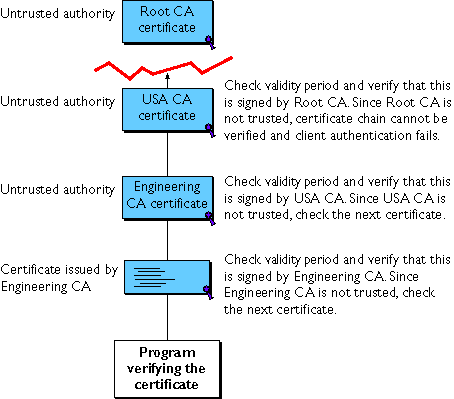 Untrusted authority
Root CA
certificate
Untrusted authority
USA CA
certificate
Check validity period and verify that this
is signed by Root CA. Since Root CA is
not trusted, certificate chain cannot be
verified and client authentication fails.
Untrusted authority
Engineering
CA certificate
Check validity period and verify that this
is signed by USA CA. Since USA CA is
not trusted, check the next certificate.
Certificate issued by
Engineering CA
Check validity period and verify that this
is signed by Engineering CA. Since
Engineering CA is not trusted, check
the next certificate.
Program
verifying the
certificate